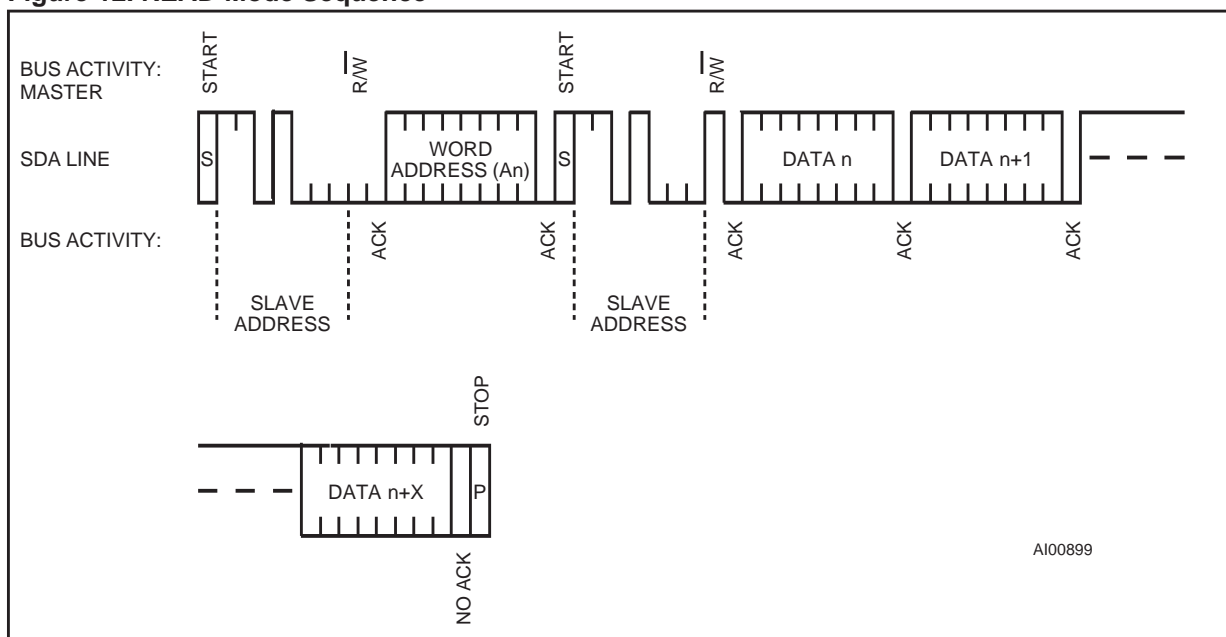 Figure 12. READ Mode Sequence
BUS ACTIVITY:
MASTER
START
R/W
START
R/W
SDA LINE
S
WORD
ADDRESS (An)
S
DATA n
DATA n+1
BUS ACTIVITY:
ACK
ACK
ACK
ACK
ACK
SLAVE
ADDRESS
SLAVE
ADDRESS
STOP
DATA n+X
P
NO ACK
AI00899